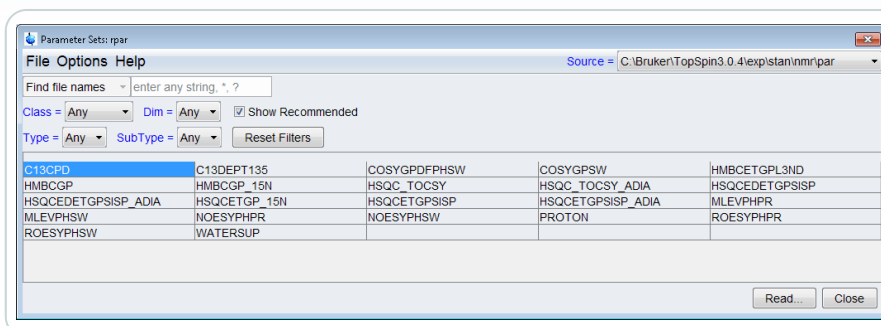 Parameter Sets: rpar
File Options Help Source = C:\Bruker\TopSpin3.0.4\exp\stan\nmr\par
Find file names enter any string, *, ?
Class = Any Dim = Any Show Recommended
Type = Any SubType = Any Reset Filters
C13CPD C13DEPT135 COSYGPDFPHSW COSYGPSW HMBCETGPL3ND
HMBCGP HMBCGP_15N HSQC_TOCSY HSQC_TOCSY_ADIA HSQCEDETGPSISP
HSQCEDETGPSISP_ADIA HSQCETGP_15N HSQCETGPSISP HSQCETGPSISP_ADIA MLEVPHPR
MLEVPHSW NOESYPHPR NOESYPHSW PROTON ROESYPHPR
ROESYPHSW WATERSUP
Read... Close